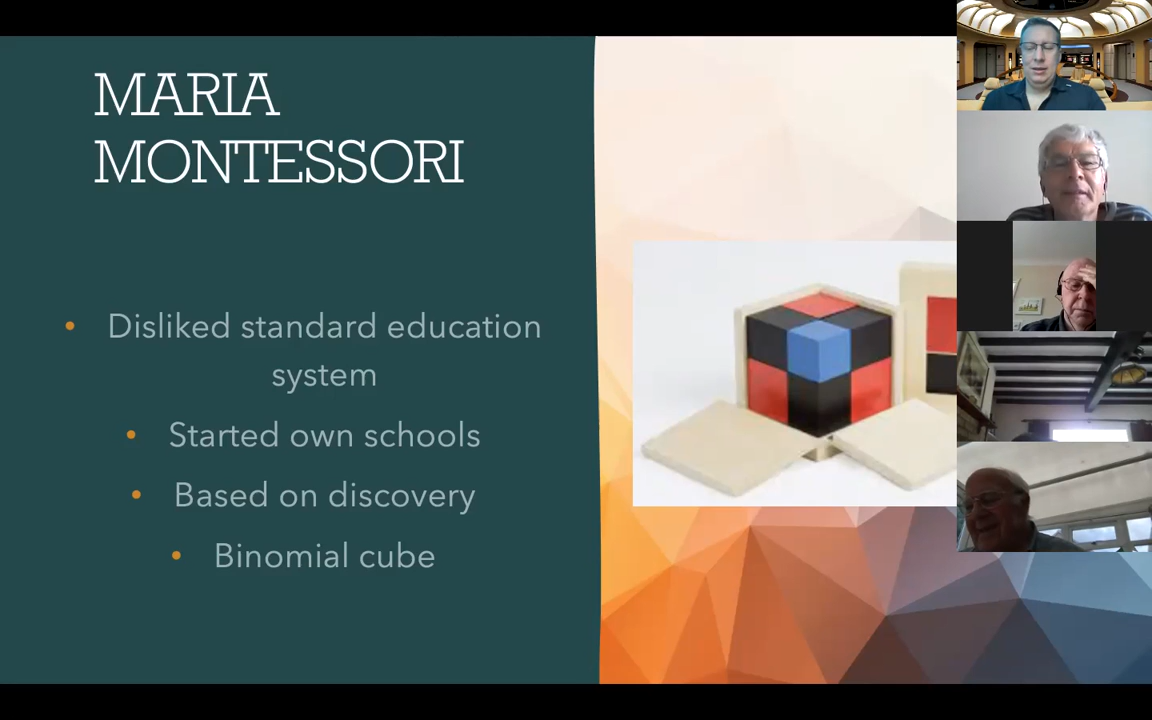 MARIA
MONTESSORI
• Disliked standard education
system
• Started own schools
• Based on discovery
• Binomial cube